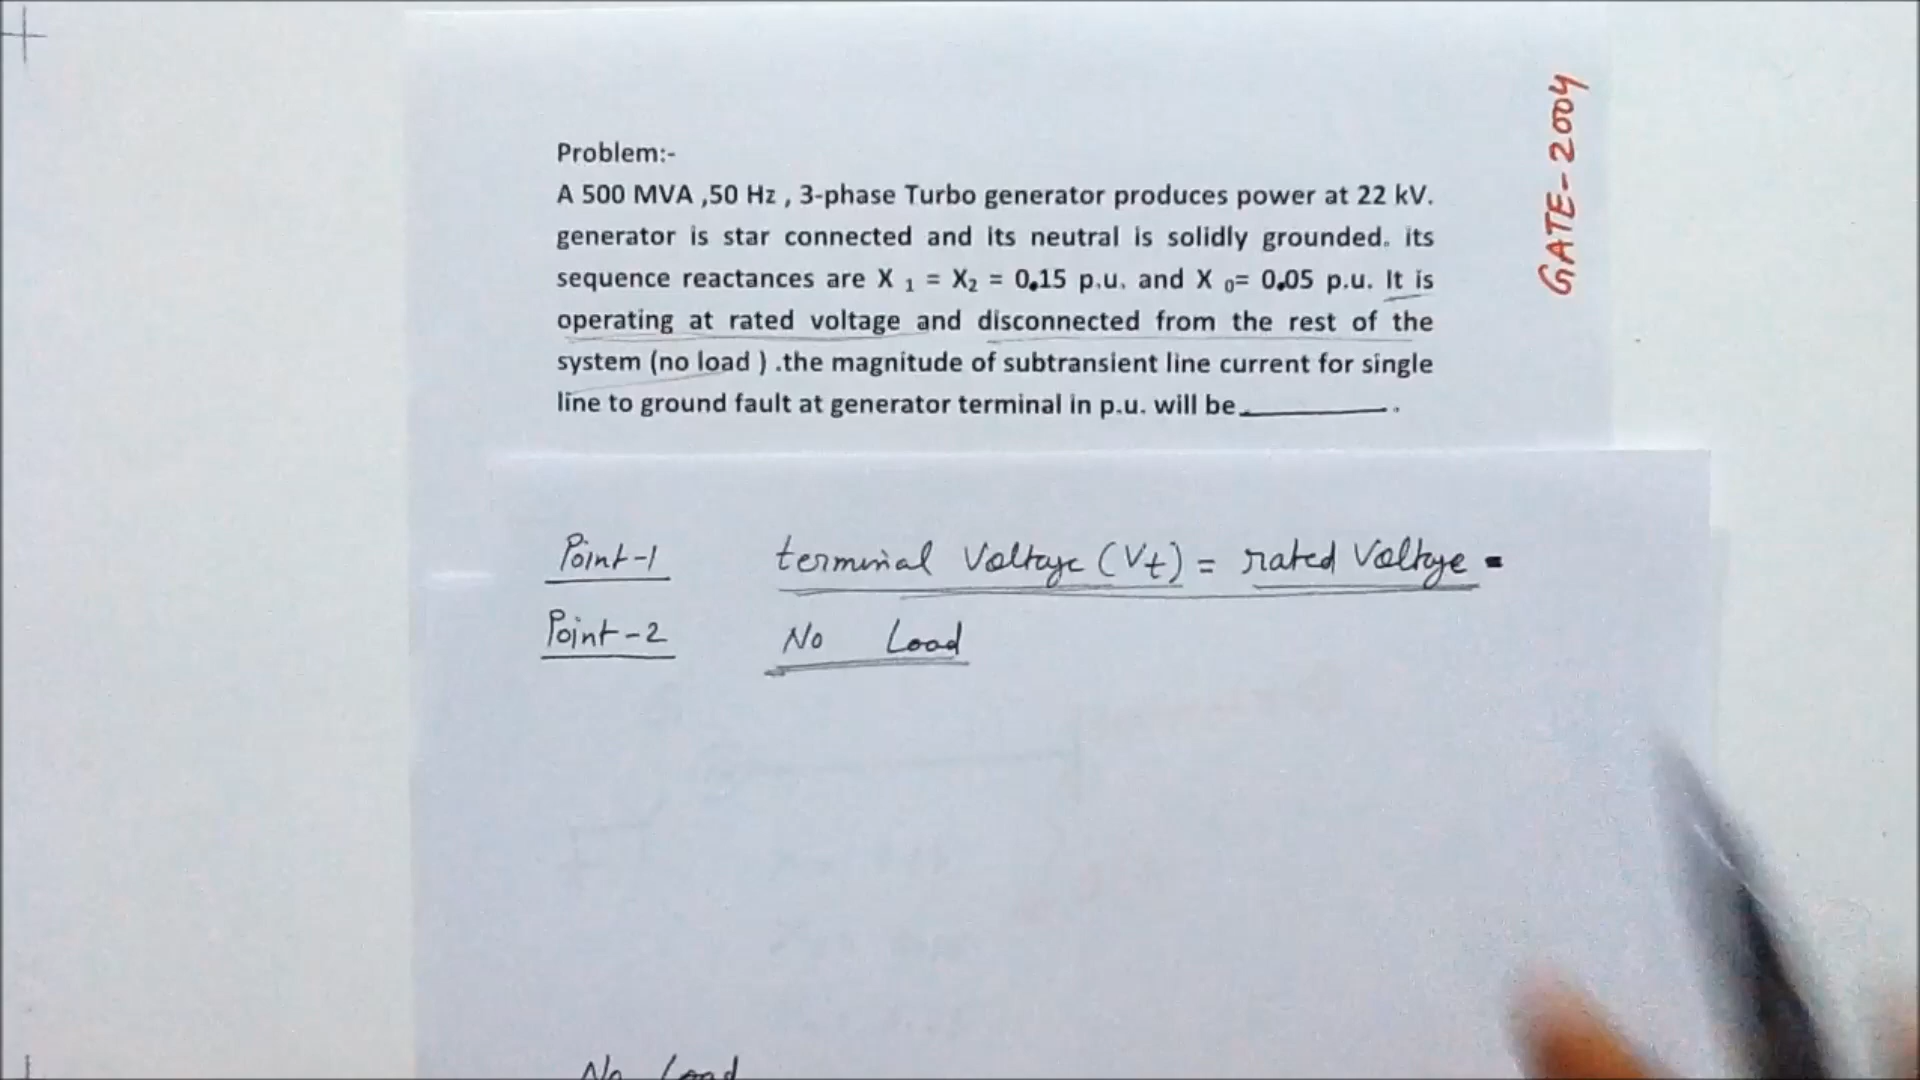 GATE-2004
Problem:-
A 500 MVA ,50 Hz , 3-phase Turbo generator produces power at 22 kV.
generator is star connected and its neutral is solidly grounded. its
sequence reactances are X 1 = X2 = 0.15 p.u. and X 0= 0.05 p.u. It is
operating at rated voltage and disconnected from the rest of the
system (no load ) .the magnitude of subtransient line current for single
line to ground fault at generator terminal in p.u. will be_________ .
Point-1 terminal Voltage (Vt) = rated Voltage
Point-2 No Load
No Load